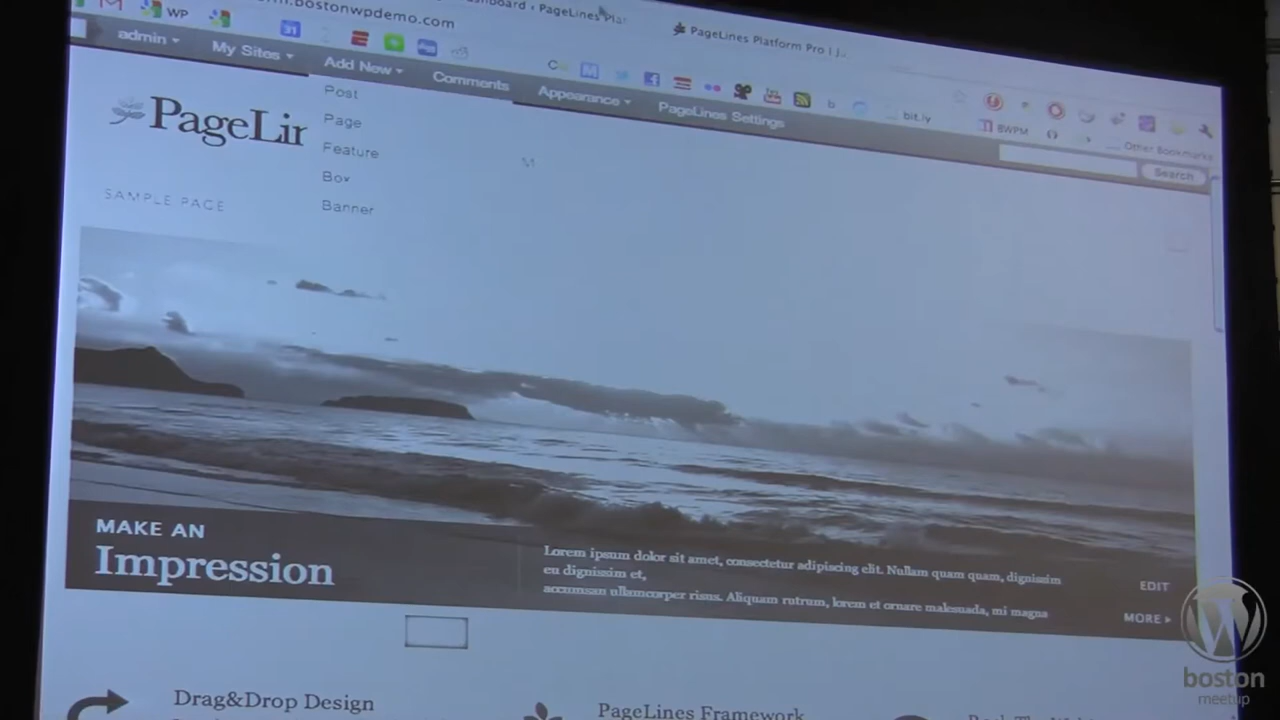 WP
bostonwpdemo.com
PageLines
PageLines Platform Pro
admin
My Sites
Add New
Comments
Appearance
PageLines Settings
bit.ly
BWPM
Other Bookmarks
Search
Post
Page
Feature
Box
Banner
PageLin
SAMPLE PAGE
MAKE AN
Impression
Lorem ipsum dolor sit amet, consectetur adipiscing elit. Nullam quam quam, dignissim
eu dignissim et,
accumsan ullamcorper risus. Aliquam rutrum, lorem et ornare malesuada, mi magna
EDIT
MORE
Drag&Drop Design
PageLines Framework
boston
meetup